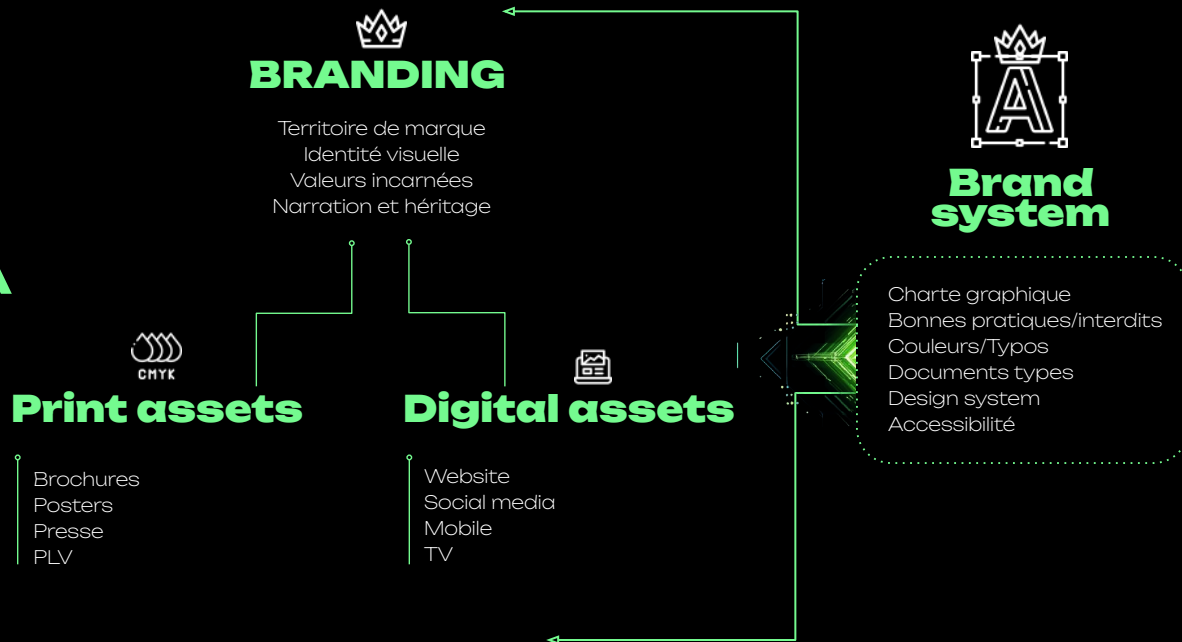 BRANDING
Territoire de marque
Identité visuelle
Valeurs incarnées
Narration et héritage
A
Brand
system
Charte graphique
Bonnes pratiques/interdits
Couleurs/Typos
Documents types
Design system
Accessibilité
CMYK
Print assets
Brochures
Posters
Presse
PLV
Digital assets
Website
Social media
Mobile
TV